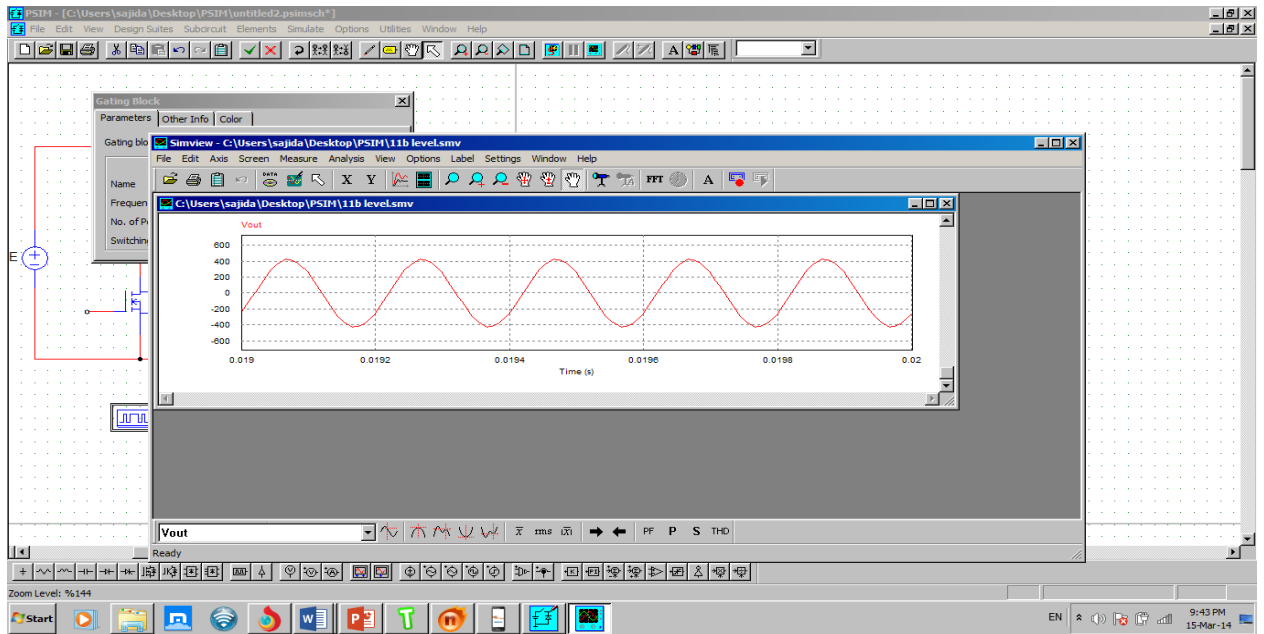 PSIM - [C:\Users\sajida\Desktop\PSIM\untitled2.psimsch*]
File Edit View Design Suites Subcircuit Elements Simulate Options Utilities Window Help
A
Gating Block
Parameters Other Info Color
Gating blo
Name
Frequen
No. of P
Switchin
E
Simview - C:\Users\sajida\Desktop\PSIM\11b level.smv
File Edit Axis Screen Measure Analysis View Options Label Settings Window Help
DATA X Y FFT A
C:\Users\sajida\Desktop\PSIM\11b level.smv
Vout
600
400
200
0
-200
-400
-600
0.019 0.0192 0.0194 0.0196 0.0198 0.02
Time (s)
Vout rms PF P S THD
Ready
Zoom Level: %144
Start EN 9:43 PM
15-Mar-14